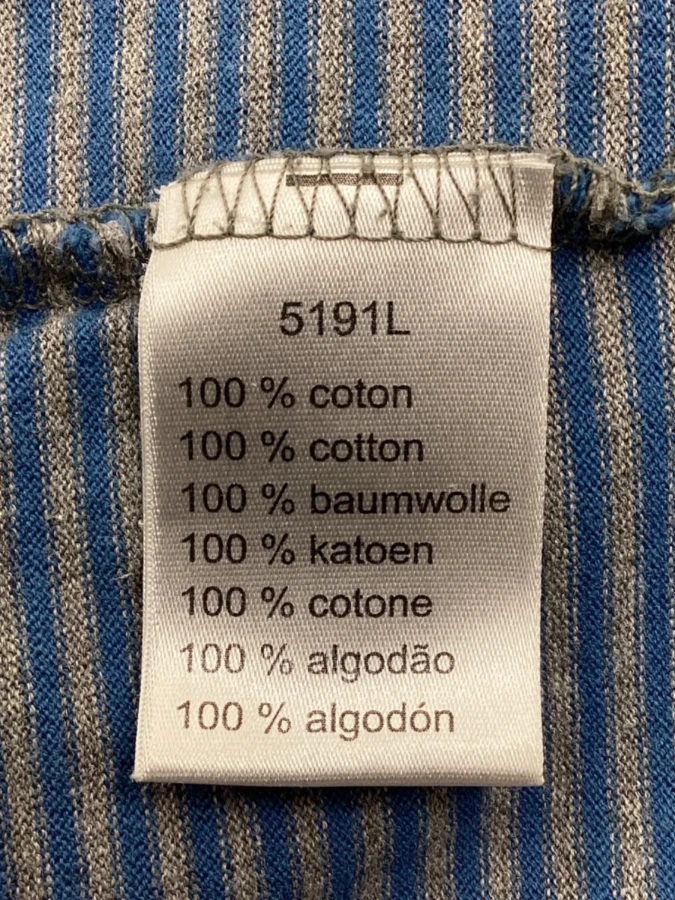 5191L
100 % coton
100 % cotton
100 % baumwolle
100 % katoen
100 % cotone
100 % algodão
100 % algodón